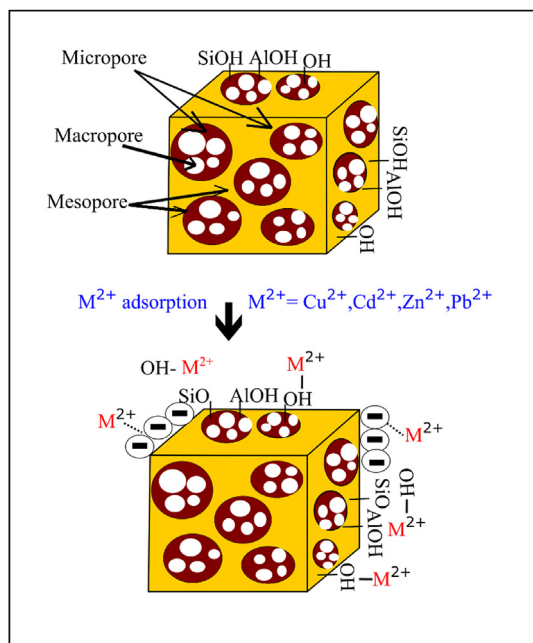 SiOH AlOH OH
Micropore
Macropore
Mesopore
SiOH
AlOH
OH
M²⁺ adsorption M²⁺= Cu²⁺,Cd²⁺,Zn²⁺,Pb²⁺
OH- M²⁺
M²⁺
SiO AlOH OH
M²⁺
M²⁺
SiO
AlOH
OH
M²⁺
OH M²⁺